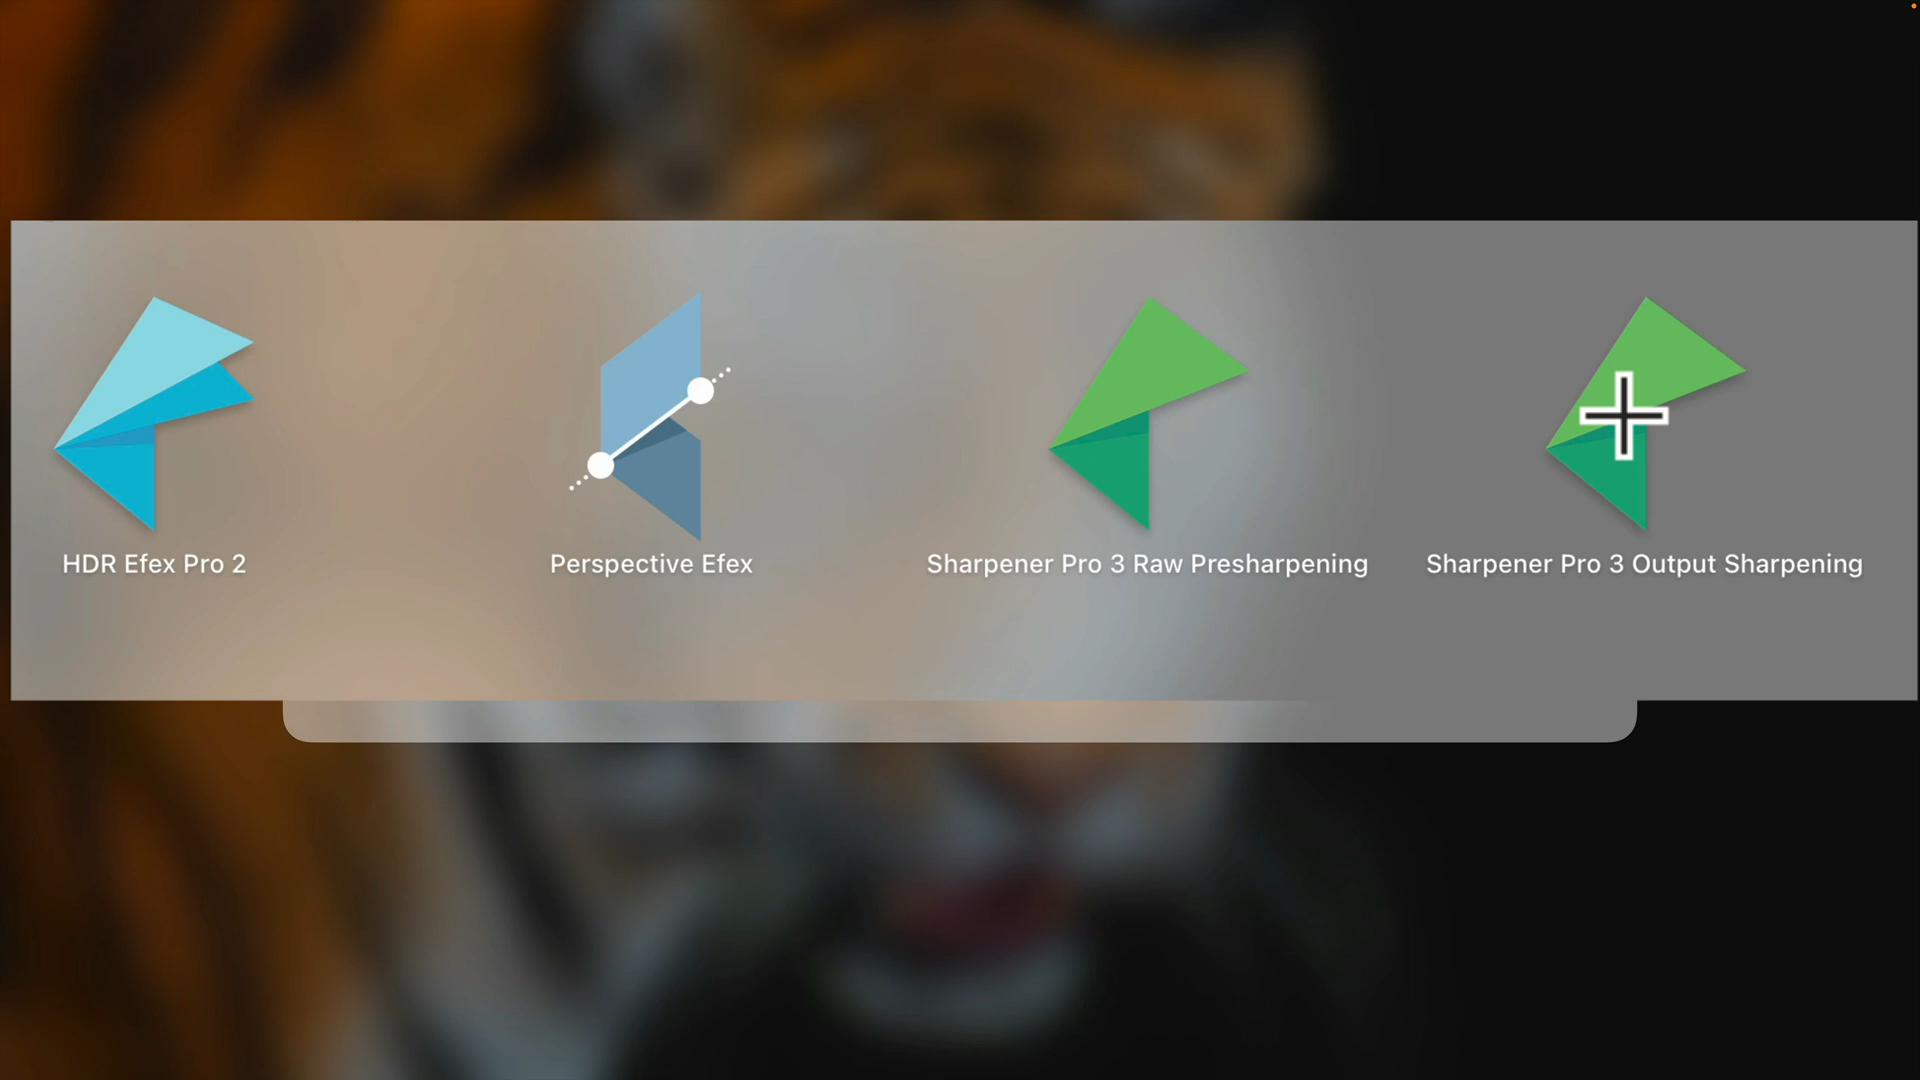 HDR Efex Pro 2
Perspective Efex
Sharpener Pro 3 Raw Presharpening
Sharpener Pro 3 Output Sharpening